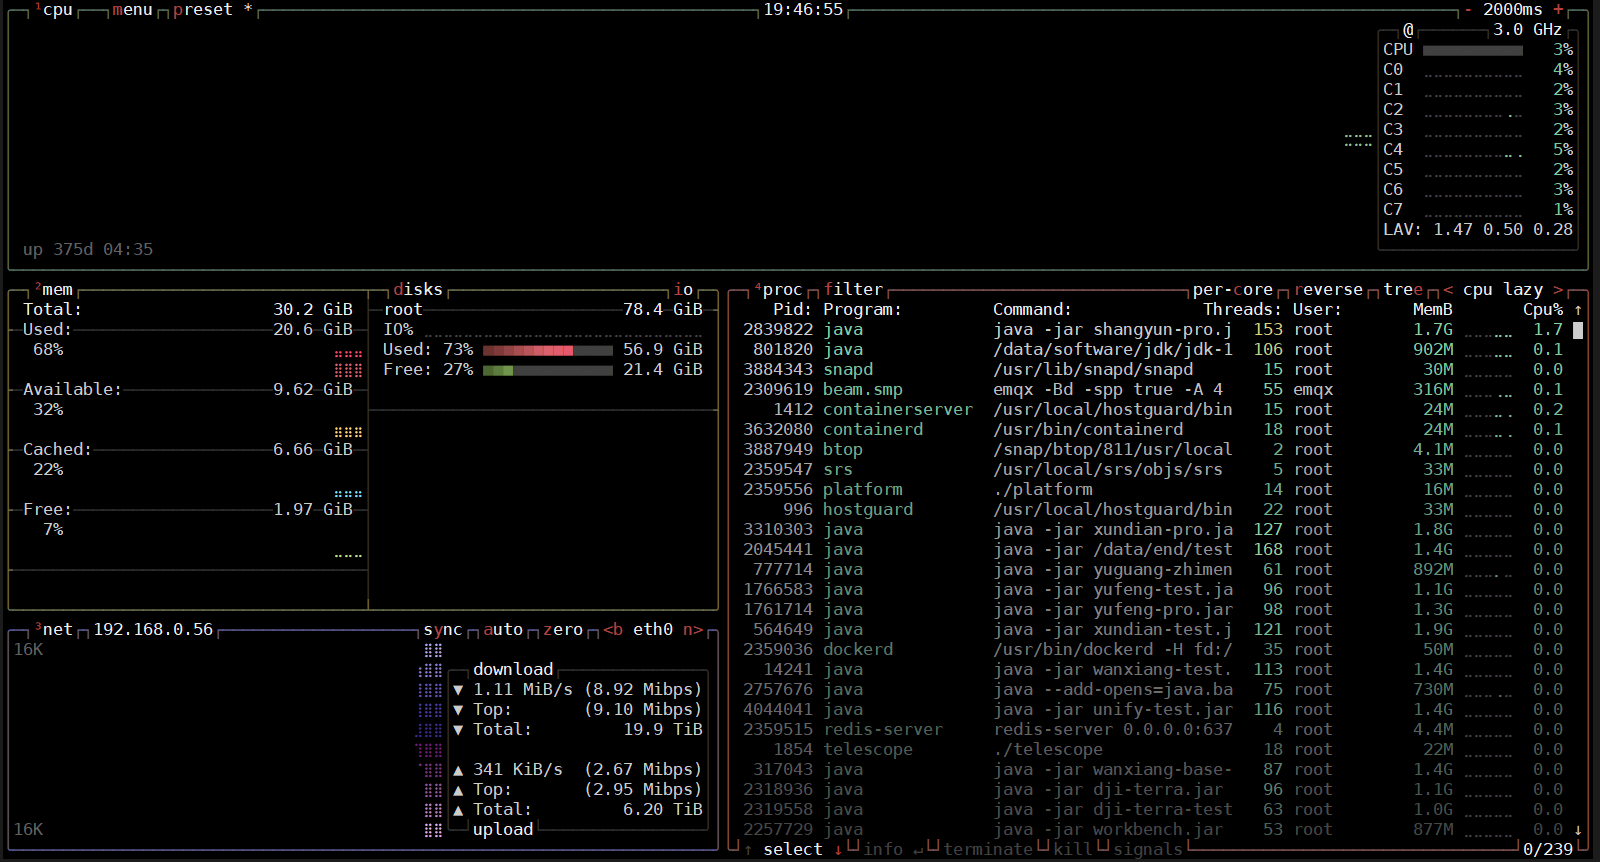 ¹cpu menu preset * 19:46:55 - 2000ms +
@ 3.0 GHz
CPU 3%
C0 4%
C1 2%
C2 3%
C3 2%
C4 5%
C5 2%
C6 3%
C7 1%
LAV: 1.47 0.50 0.28
up 375d 04:35
²mem
Total: 30.2 GiB
Used: 20.6 GiB
68%
Available: 9.62 GiB
32%
Cached: 6.66 GiB
22%
Free: 1.97 GiB
7%
disks io
root 78.4 GiB
IO%
Used: 73% 56.9 GiB
Free: 27% 21.4 GiB
³net 192.168.0.56 sync auto zero <b eth0 n>
16K
download
▼ 1.11 MiB/s (8.92 Mibps)
▼ Top: (9.10 Mibps)
▼ Total: 19.9 TiB
▲ 341 KiB/s (2.67 Mibps)
▲ Top: (2.95 Mibps)
▲ Total: 6.20 TiB
16K
upload
⁴proc filter per-core reverse tree < cpu lazy >
Pid: Program: Command: Threads: User: MemB Cpu% ↑
2839822 java java -jar shangyun-pro.j 153 root 1.7G 1.7
801820 java /data/software/jdk/jdk-1 106 root 902M 0.1
3884343 snapd /usr/lib/snapd/snapd 15 root 30M 0.0
2309619 beam.smp emqx -Bd -spp true -A 4 55 emqx 316M 0.1
1412 containerserver /usr/local/hostguard/bin 15 root 24M 0.2
3632080 containerd /usr/bin/containerd 18 root 24M 0.1
3887949 btop /snap/btop/811/usr/local 2 root 4.1M 0.0
2359547 srs /usr/local/srs/objs/srs 5 root 33M 0.0
2359556 platform ./platform 14 root 16M 0.0
996 hostguard /usr/local/hostguard/bin 22 root 33M 0.0
3310303 java java -jar xundian-pro.ja 127 root 1.8G 0.0
2045441 java java -jar /data/end/test 168 root 1.4G 0.0
777714 java java -jar yuguang-zhimen 61 root 892M 0.0
1766583 java java -jar yufeng-test.ja 96 root 1.1G 0.0
1761714 java java -jar yufeng-pro.jar 98 root 1.3G 0.0
564649 java java -jar xundian-test.j 121 root 1.9G 0.0
2359036 dockerd /usr/bin/dockerd -H fd:/ 35 root 50M 0.0
14241 java java -jar wanxiang-test. 113 root 1.4G 0.0
2757676 java java --add-opens=java.ba 75 root 730M 0.0
4044041 java java -jar unify-test.jar 116 root 1.4G 0.0
2359515 redis-server redis-server 0.0.0.0:637 4 root 4.4M 0.0
1854 telescope ./telescope 18 root 22M 0.0
317043 java java -jar wanxiang-base- 87 root 1.4G 0.0
2318936 java java -jar dji-terra.jar 96 root 1.1G 0.0
2319558 java java -jar dji-terra-test 63 root 1.0G 0.0
2257729 java java -jar workbench.jar 53 root 877M 0.0 ↓
↑ select ↓ info ↵ terminate kill signals 0/239